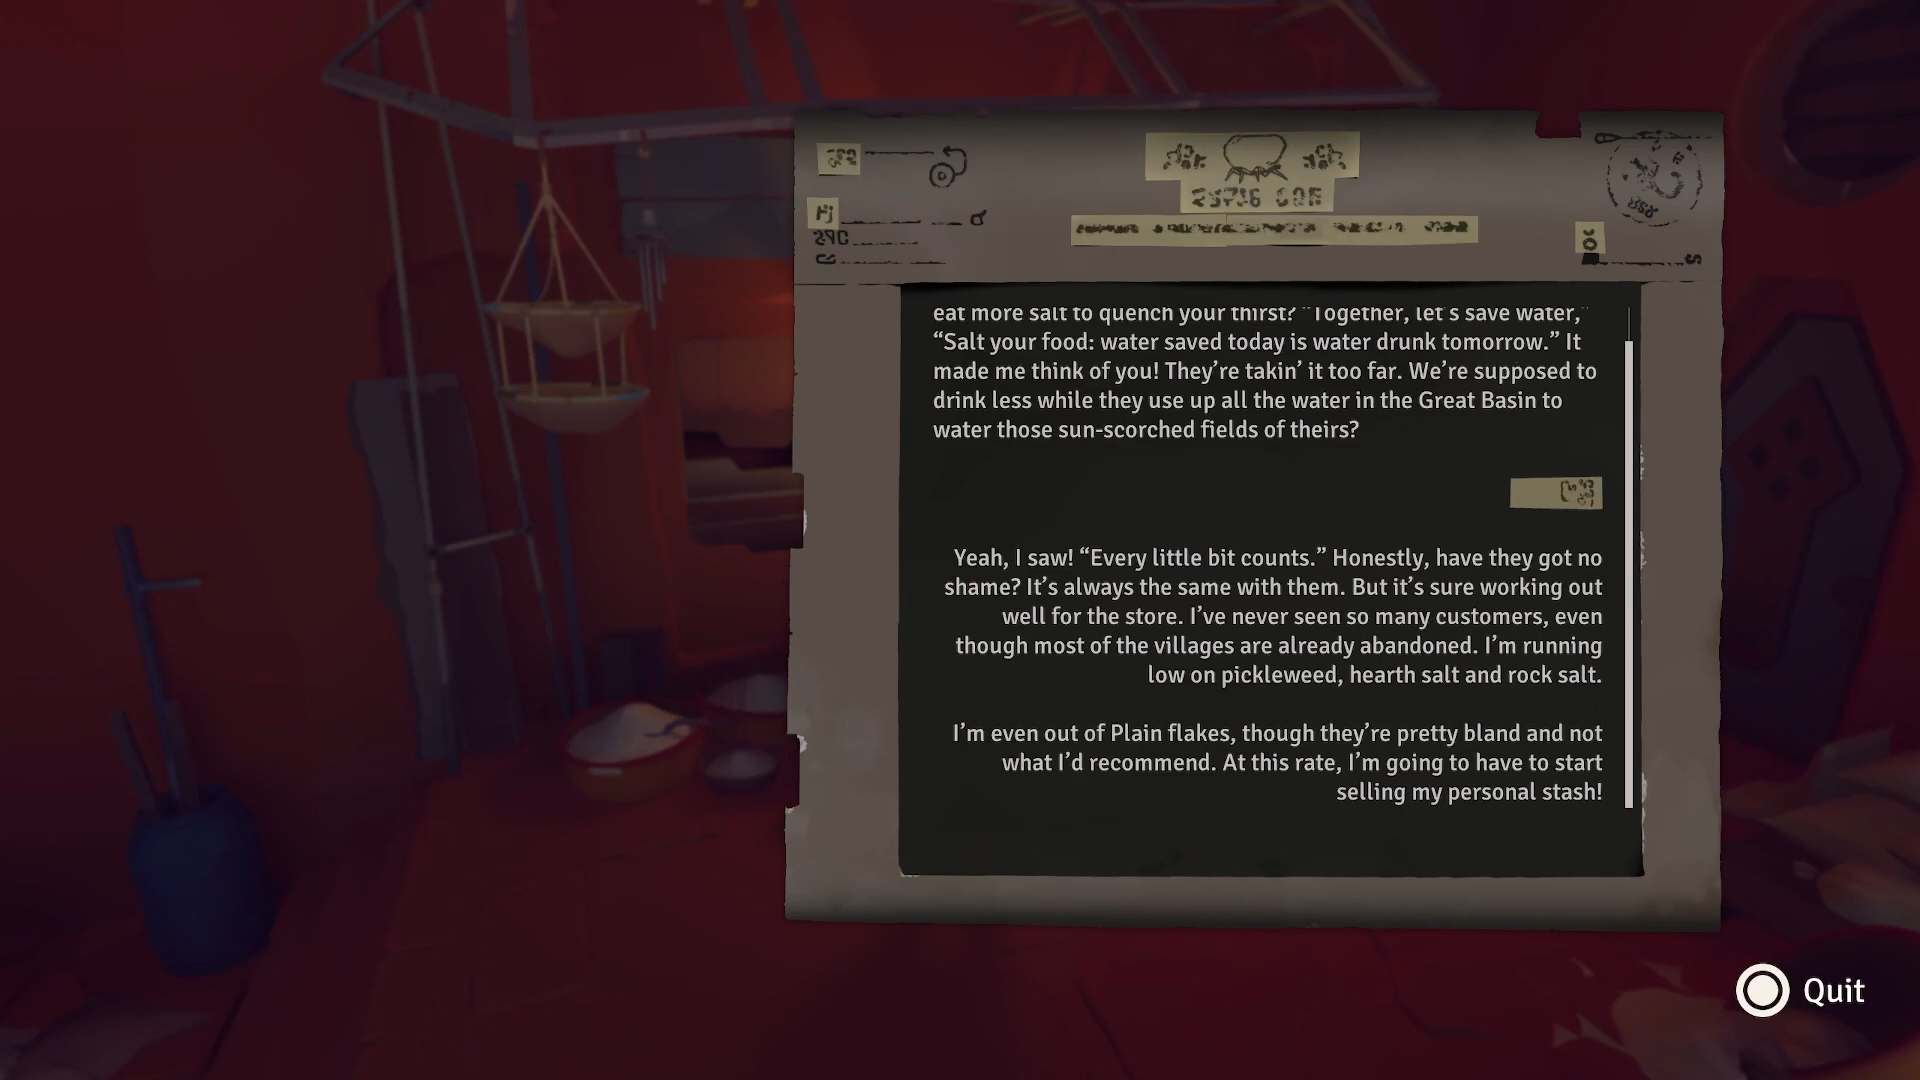 eat more salt to quench your thirst? “Together, let’s save water,”
“Salt your food: water saved today is water drunk tomorrow.” It
made me think of you! They’re takin’ it too far. We’re supposed to
drink less while they use up all the water in the Great Basin to
water those sun-scorched fields of theirs?
Yeah, I saw! “Every little bit counts.” Honestly, have they got no
shame? It’s always the same with them. But it’s sure working out
well for the store. I’ve never seen so many customers, even
though most of the villages are already abandoned. I’m running
low on pickleweed, hearth salt and rock salt.
I’m even out of Plain flakes, though they’re pretty bland and not
what I’d recommend. At this rate, I’m going to have to start
selling my personal stash!
Quit